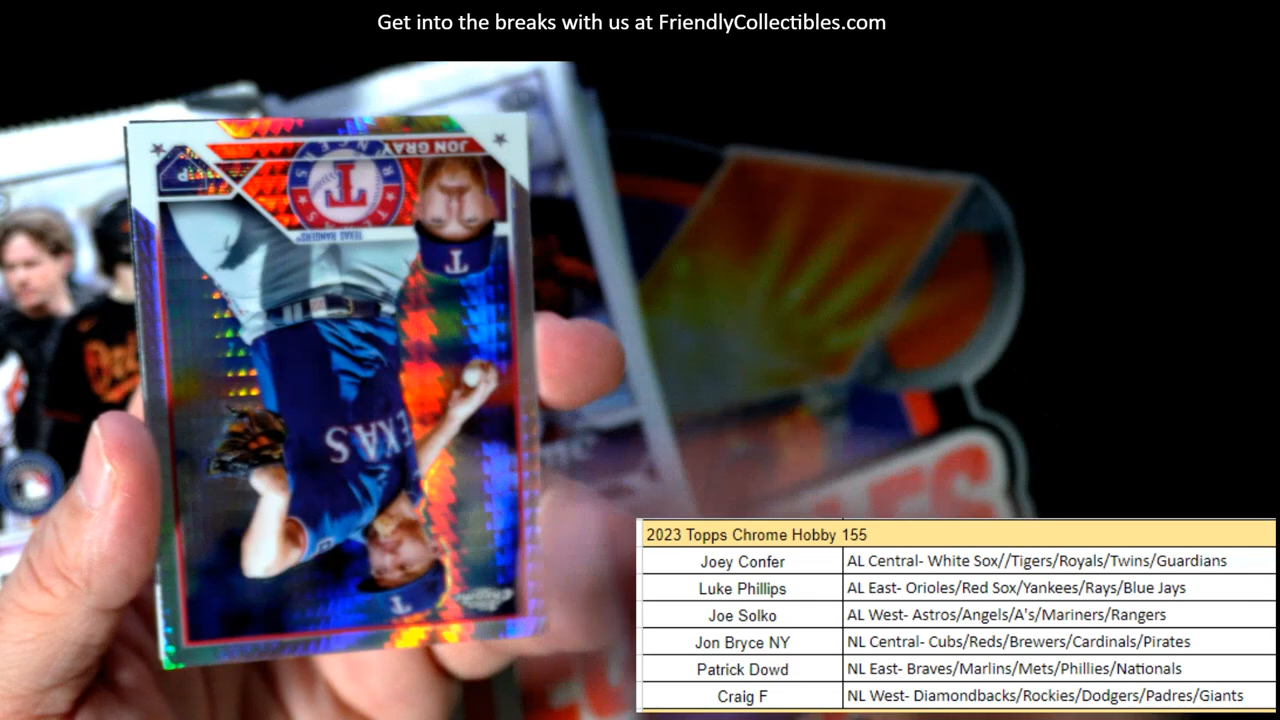 Get into the breaks with us at FriendlyCollectibles.com
JON GRAY
SP
RANGERS
TEXAS
T
TEXAS RANGERS
T
TEXAS
T
2023 Topps Chrome Hobby 155
Joey Confer AL Central- White Sox//Tigers/Royals/Twins/Guardians
Luke Phillips AL East- Orioles/Red Sox/Yankees/Rays/Blue Jays
Joe Solko AL West- Astros/Angels/A's/Mariners/Rangers
Jon Bryce NY NL Central- Cubs/Reds/Brewers/Cardinals/Pirates
Patrick Dowd NL East- Braves/Marlins/Mets/Phillies/Nationals
Craig F NL West- Diamondbacks/Rockies/Dodgers/Padres/Giants